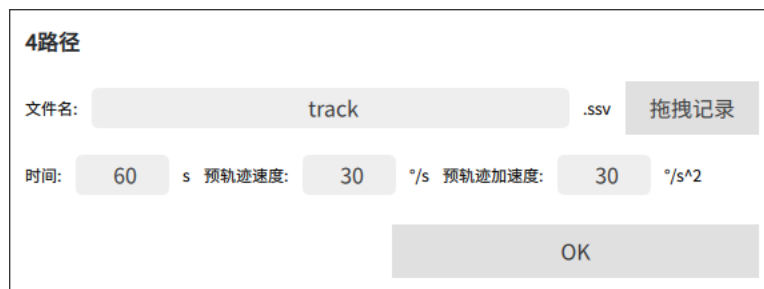 4路径
文件名: track .ssv 拖拽记录
时间: 60 s 预轨迹速度: 30 °/s 预轨迹加速度: 30 °/s^2
OK